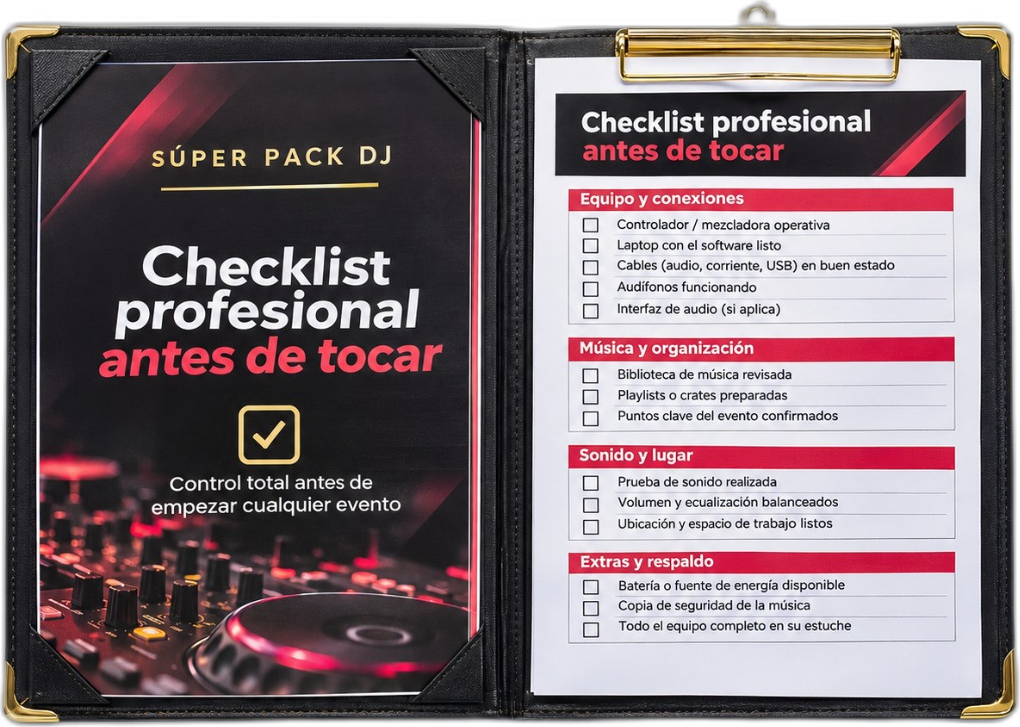 SÚPER PACK DJ
Checklist
profesional
antes de tocar
Control total antes de
empezar cualquier evento
Checklist profesional
antes de tocar
Equipo y conexiones
Controlador / mezcladora operativa
Laptop con el software listo
Cables (audio, corriente, USB) en buen estado
Audífonos funcionando
Interfaz de audio (si aplica)
Música y organización
Biblioteca de música revisada
Playlists o crates preparadas
Puntos clave del evento confirmados
Sonido y lugar
Prueba de sonido realizada
Volumen y ecualización balanceados
Ubicación y espacio de trabajo listos
Extras y respaldo
Batería o fuente de energía disponible
Copia de seguridad de la música
Todo el equipo completo en su estuche